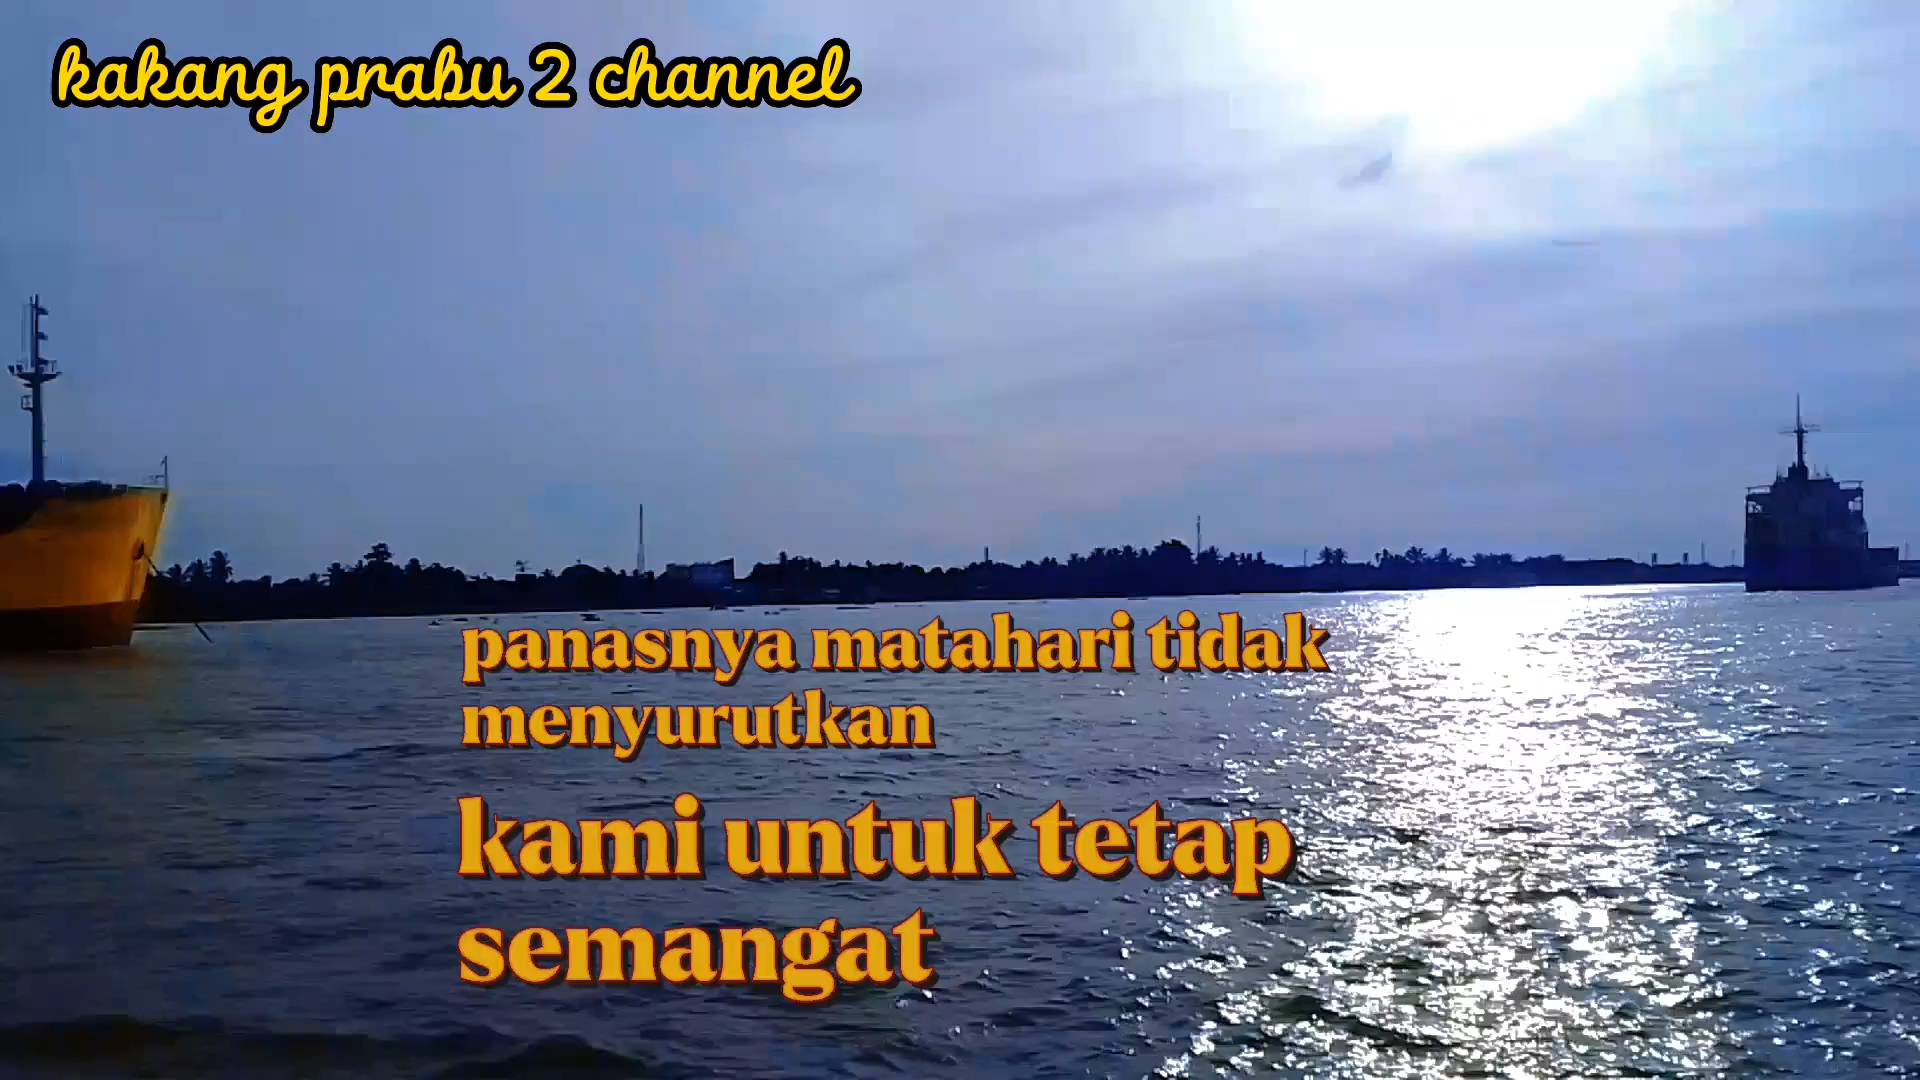 kakang prabu 2 channel
panasnya matahari tidak
menyurutkan
kami untuk tetap
semangat